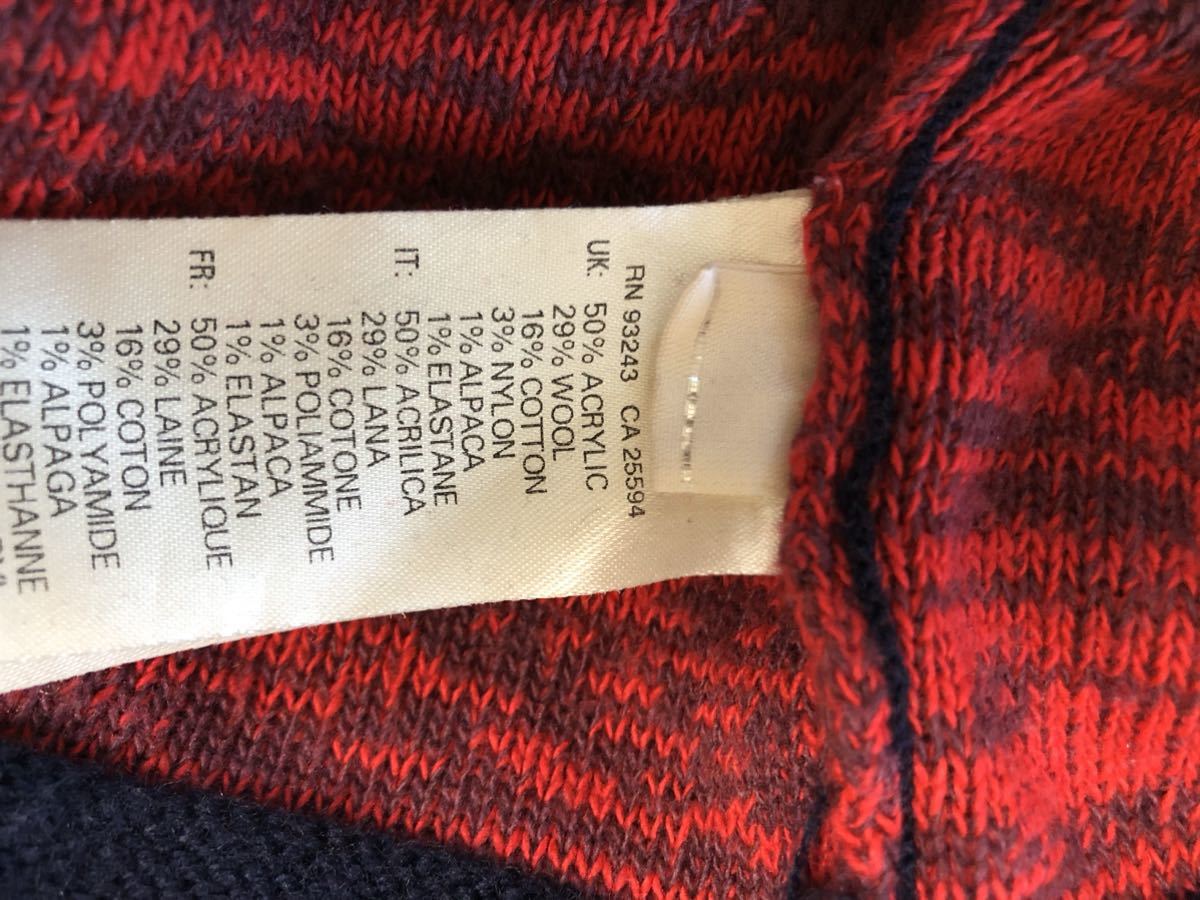 RN 93243 CA 25594
UK: 50% ACRYLIC
29% WOOL
16% COTTON
3% NYLON
1% ALPACA
1% ELASTANE
IT: 50% ACRILICA
29% LANA
16% COTONE
3% POLIAMMIDE
1% ALPACA
1% ELASTAN
FR: 50% ACRYLIQUE
29% LAINE
16% COTON
3% POLYAMIDE
1% ALPAGA
1% ELASTHANNE